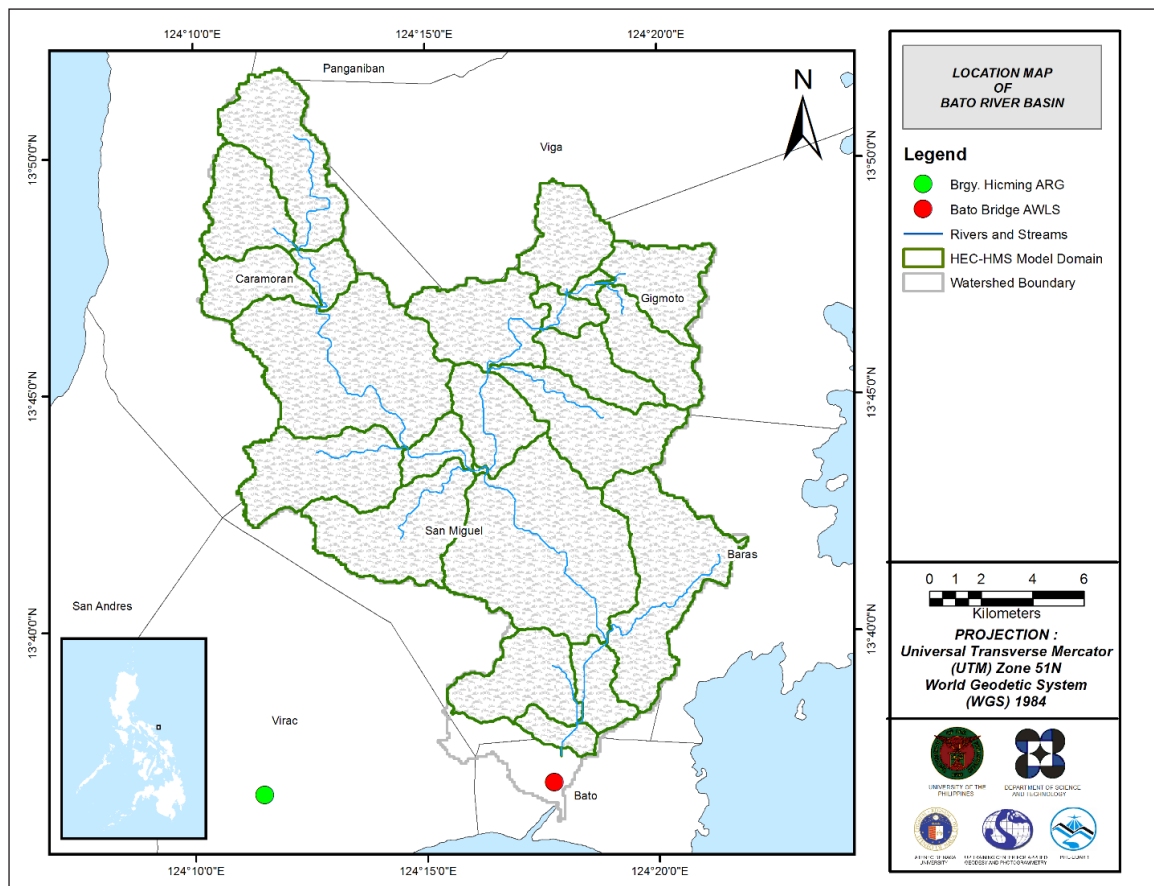 124°10'0"E
124°15'0"E
124°20'0"E
Panganiban
N
Viga
13°50'0"N
13°50'0"N
Caramoran
Gigmoto
13°45'0"N
13°45'0"N
San Miguel
Baras
San Andres
13°40'0"N
13°40'0"N
Virac
Bato
124°10'0"E
124°15'0"E
124°20'0"E
LOCATION MAP
OF
BATO RIVER BASIN
Legend
Brgy. Hicming ARG
Bato Bridge AWLS
Rivers and Streams
HEC-HMS Model Domain
Watershed Boundary
0 1 2 4 6
Kilometers
PROJECTION :
Universal Transverse Mercator
(UTM) Zone 51N
World Geodetic System
(WGS) 1984
UNIVERSITY OF THE
PHILIPPINES
DEPARTMENT OF SCIENCE
AND TECHNOLOGY
UNIVERSITY
GEODESY AND PHOTOGRAMMETRY